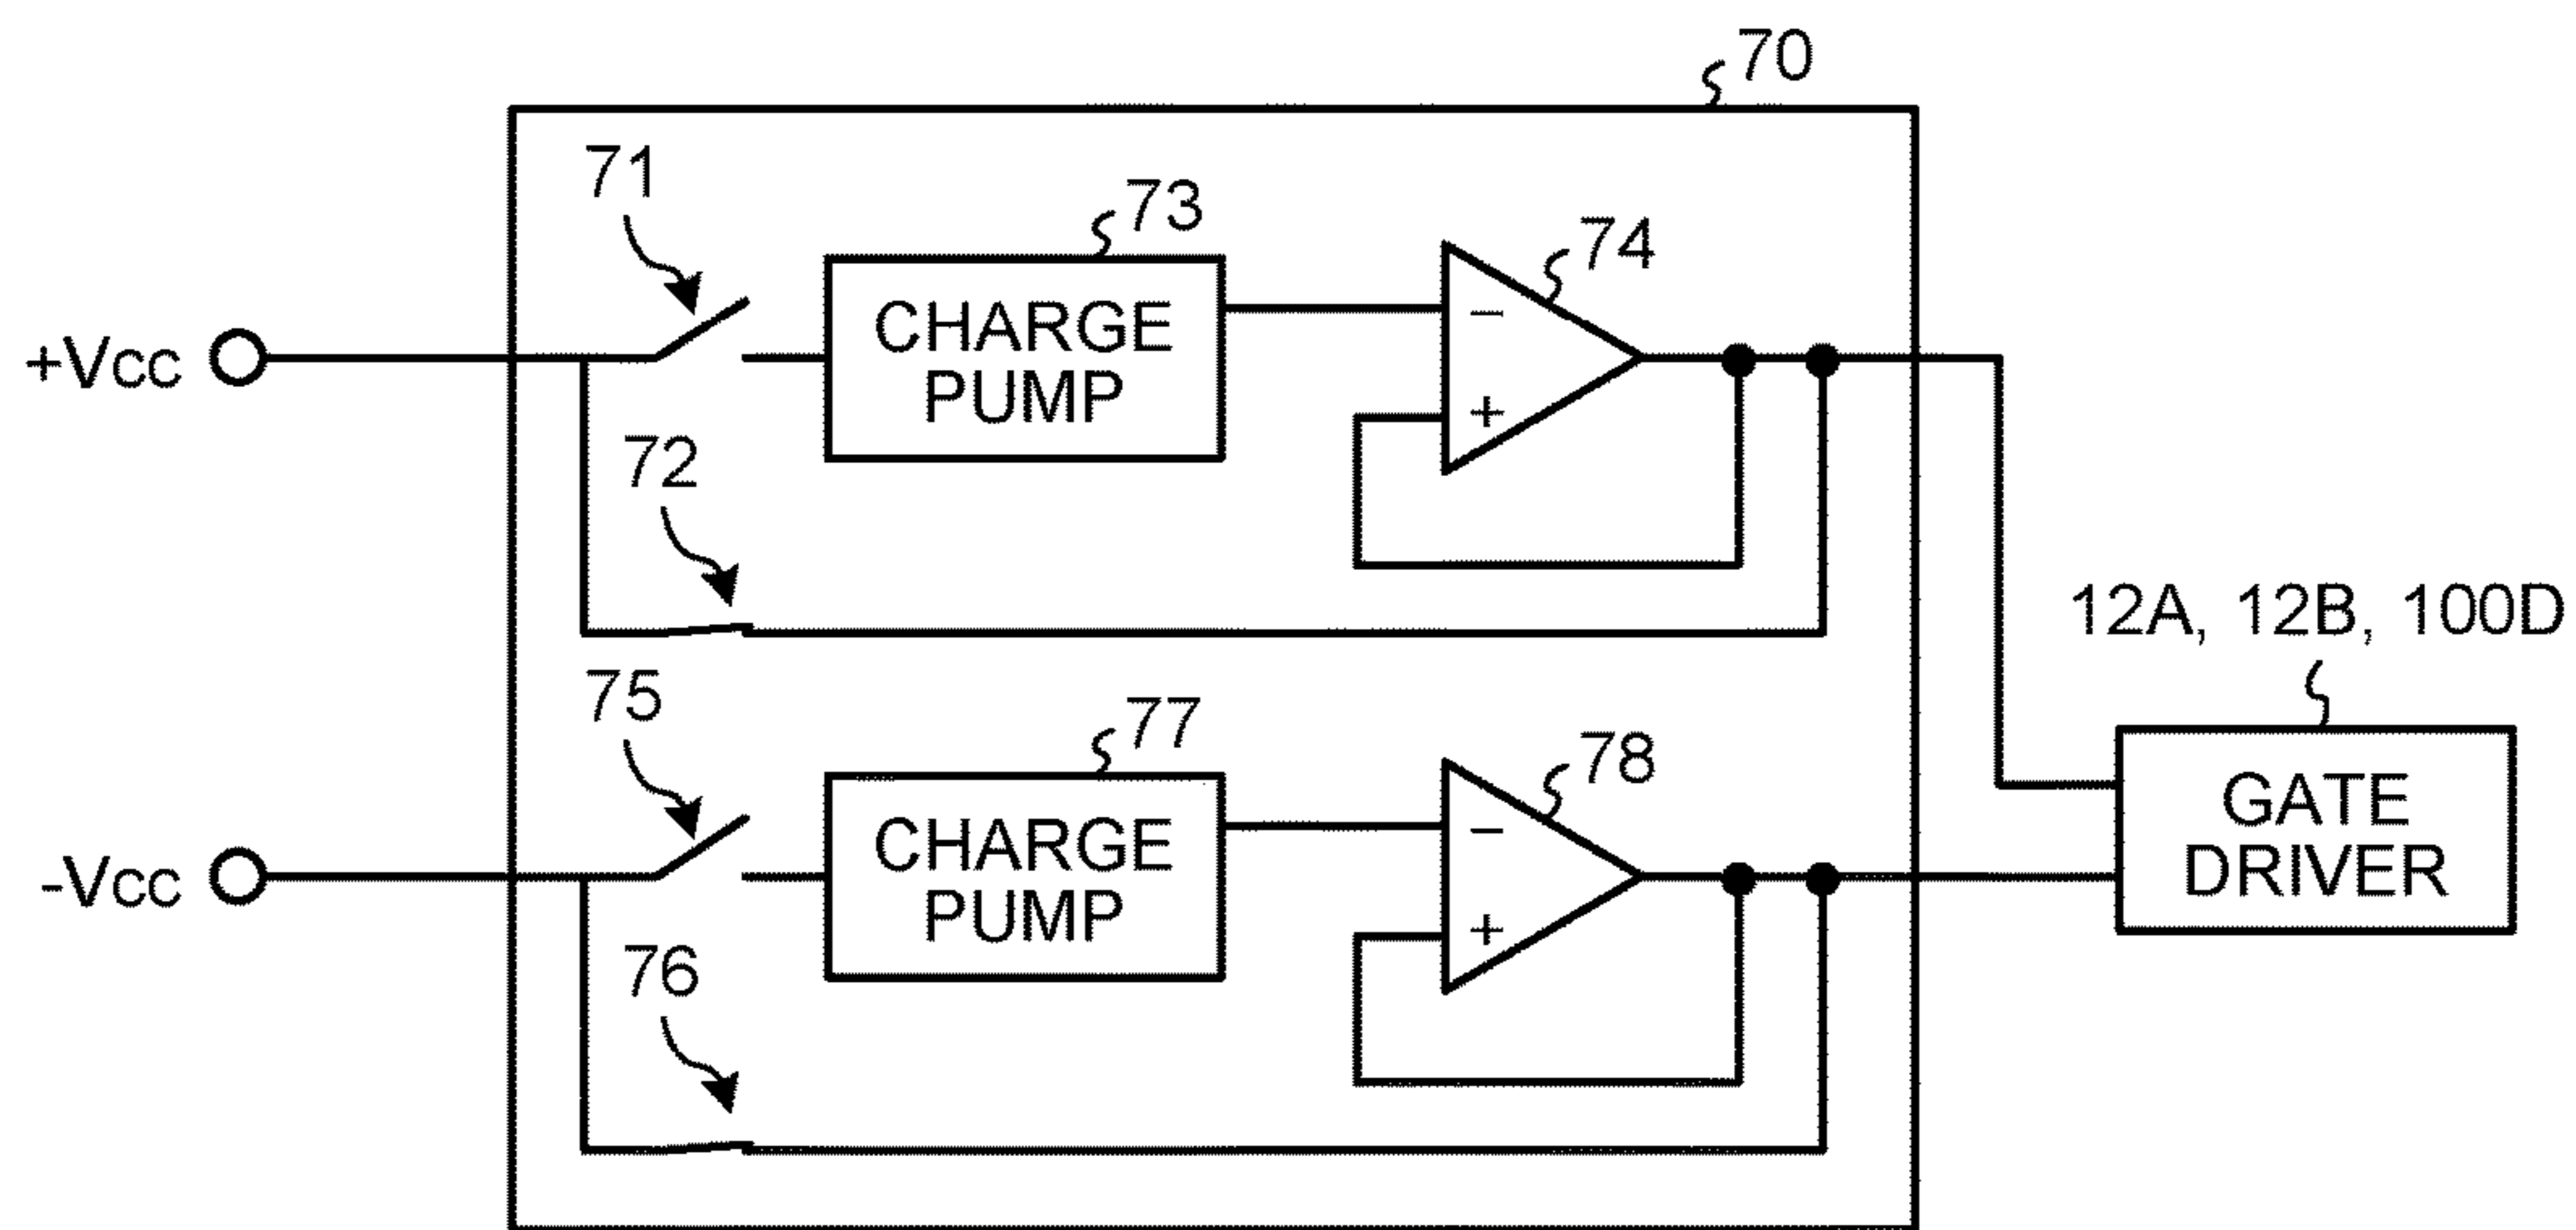 70
71
73
74
CHARGE
PUMP
−
+
+VCC
72
12A, 12B, 100D
75
77
78
CHARGE
PUMP
−
+
-VCC
GATE
DRIVER
76